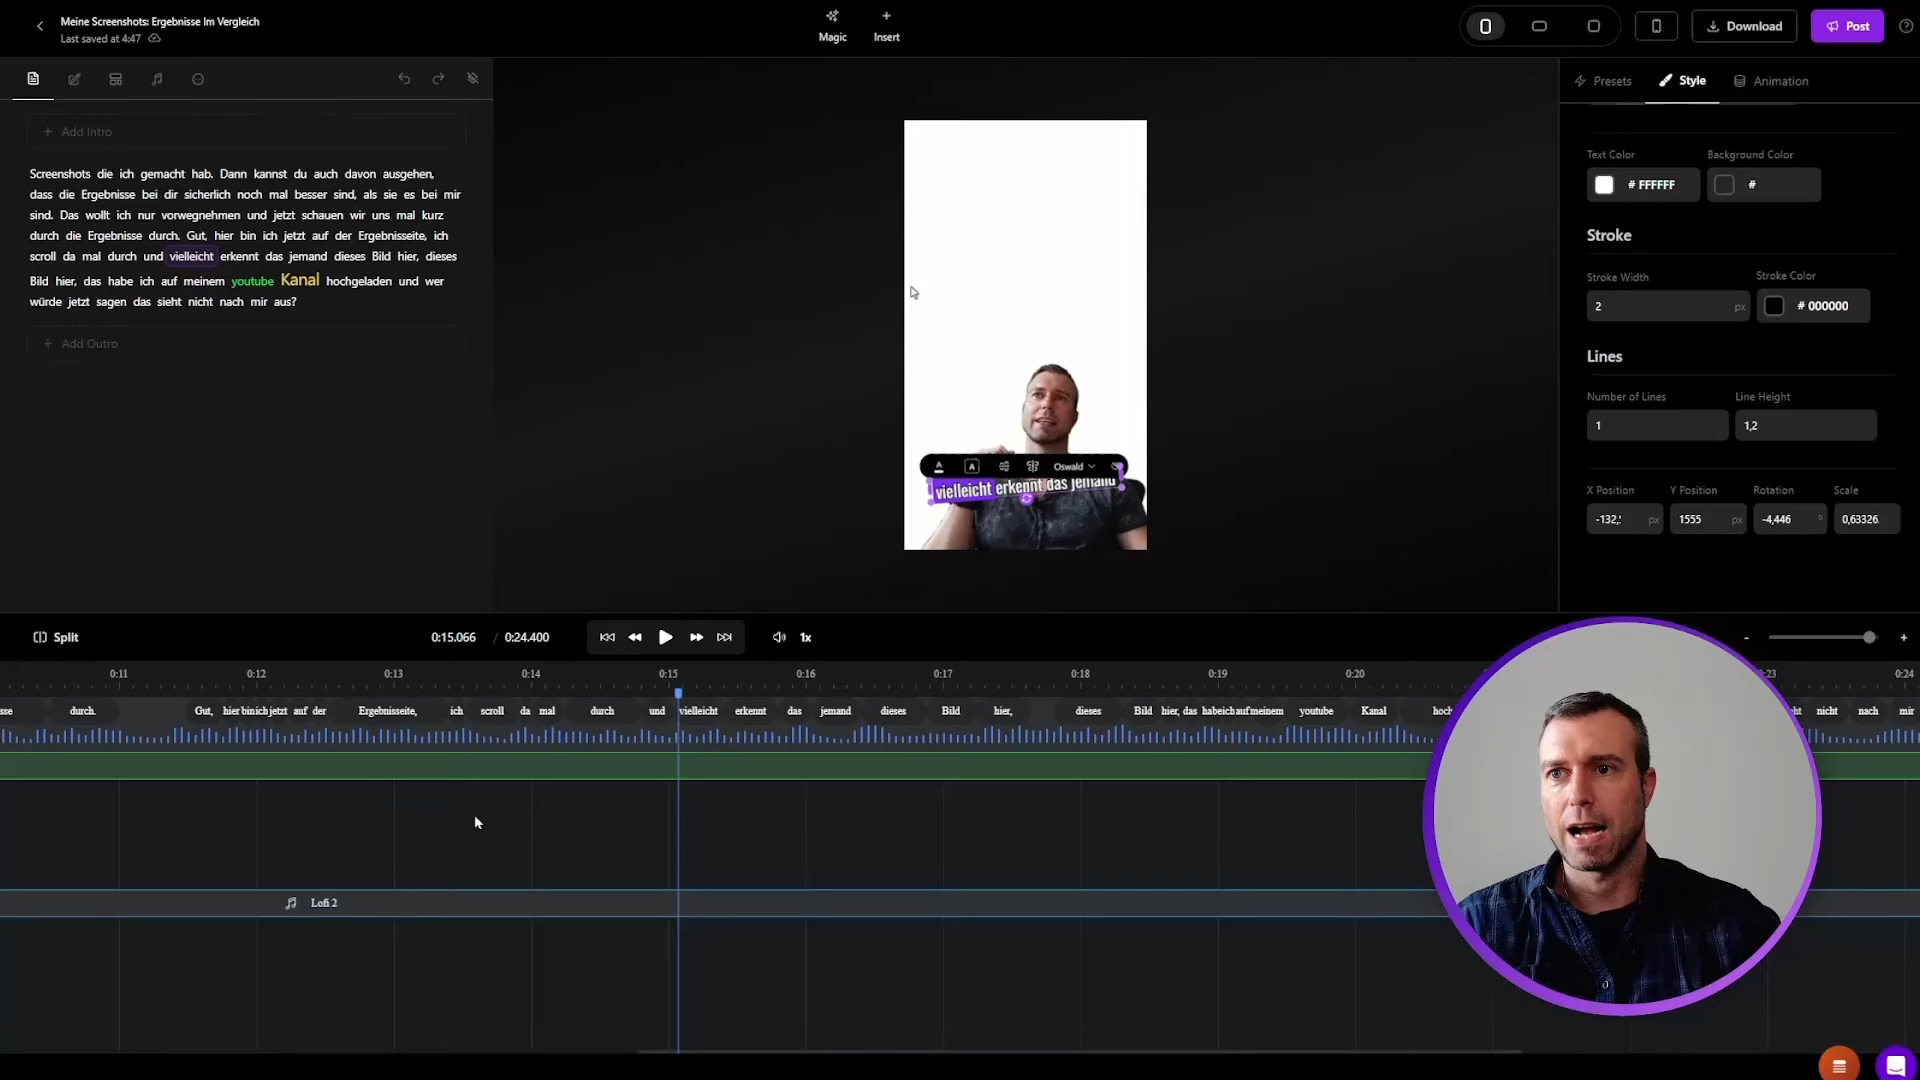 Meine Screenshots: Ergebnisse Im Vergleich
Last saved at 4:47
Magic
Insert
Download
Post
Presets
Style
Animation
Add Intro
Screenshots die ich gemacht hab. Dann kannst du auch davon ausgehen,
dass die Ergebnisse bei dir sicherlich noch mal besser sind, als sie es bei mir
sind. Das wollt ich nur vorwegnehmen und jetzt schauen wir uns mal kurz
durch die Ergebnisse durch. Gut, hier bin ich jetzt auf der Ergebnisseite, ich
scroll da mal durch und vielleicht erkennt das jemand dieses Bild hier, dieses
Bild hier, das habe ich auf meinem youtube Kanal hochgeladen und wer
würde jetzt sagen das sieht nicht nach mir aus?
Add Outro
Oswald
vielleicht erkennt das jemand
Text Color
Background Color
# FFFFFF
#
Stroke
Stroke Width
Stroke Color
2 px
# 000000
Lines
Number of Lines
Line Height
1
1,2
X Position
Y Position
Rotation
Scale
-132,! px
1555 px
-4,446 °
0,63326
Split
0:15.066 / 0:24.400
1x
- +
0:11 0:12 0:13 0:14 0:15 0:16 0:17 0:18 0:19 0:20 :23 0:24
sse durch. Gut, hier bin ich jetzt auf der Ergebnisseite, ich scroll da mal durch und vielleicht erkennt das jemand dieses Bild hier, dieses Bild hier, das habe ich auf meinem youtube Kanal hoch nicht nach mir
Lofi 2